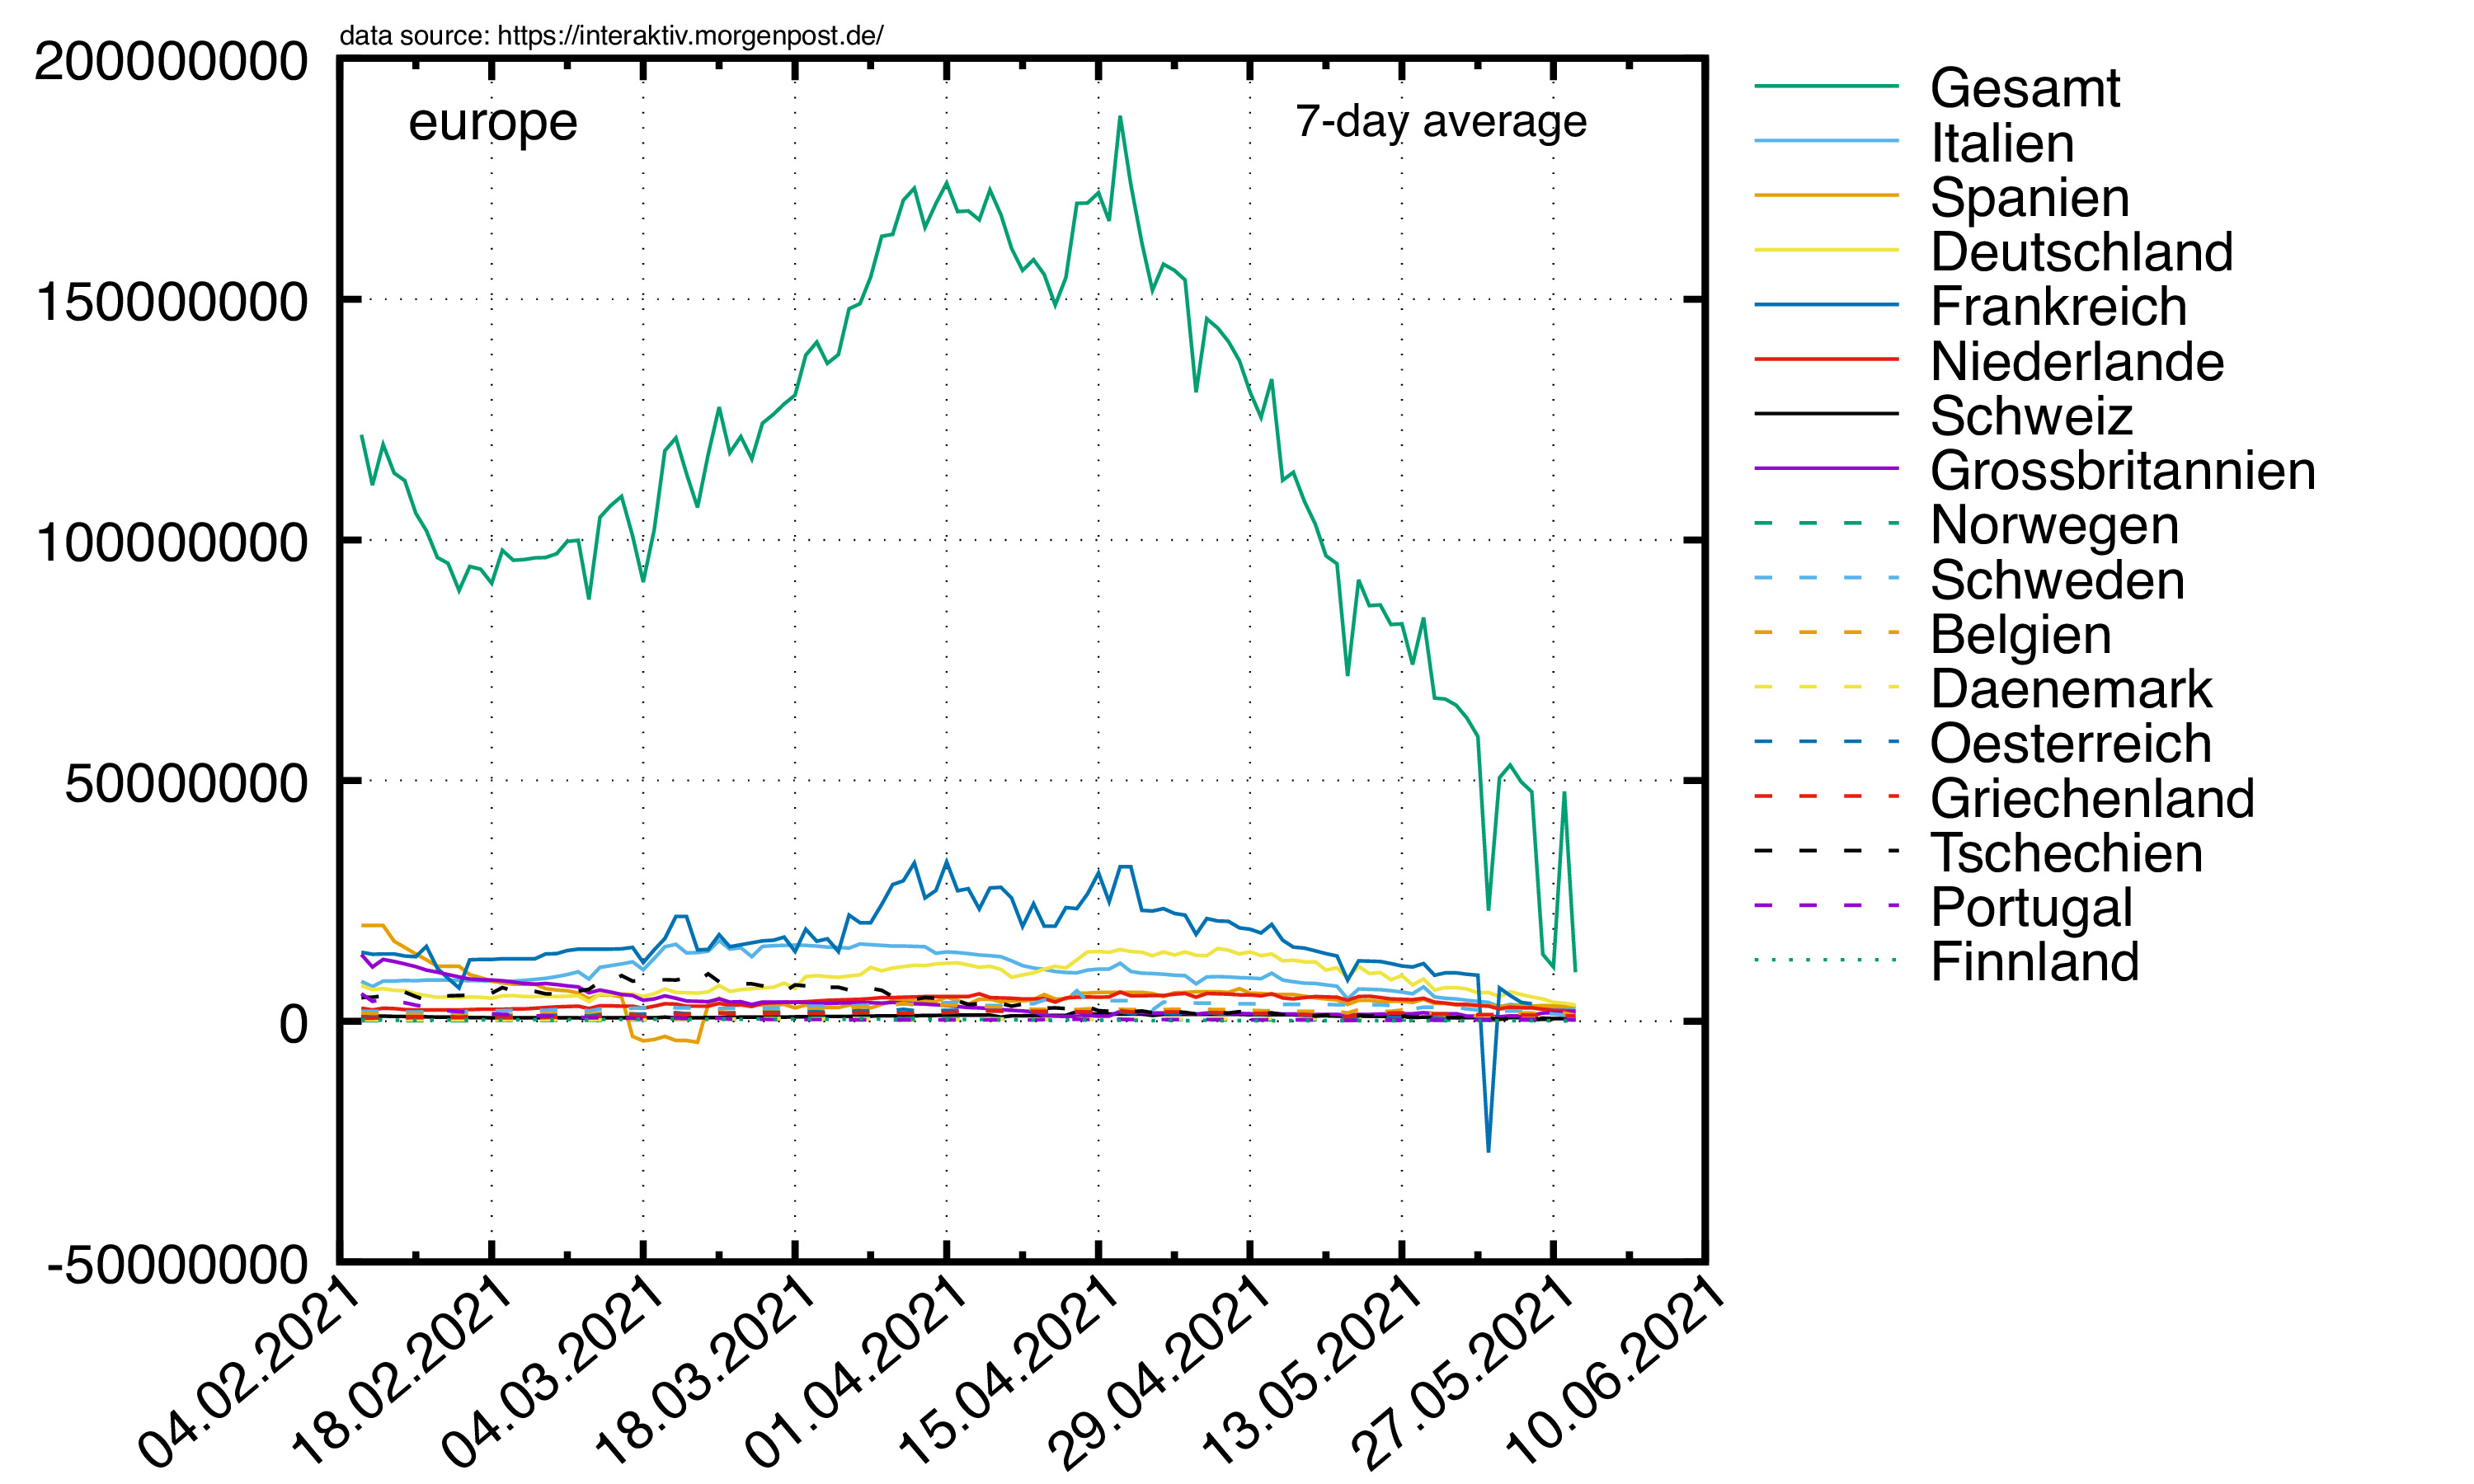 data source: https://interaktiv.morgenpost.de/
europe
7-day average
200000000
150000000
100000000
50000000
0
-50000000
04.02.2021
18.02.2021
04.03.2021
18.03.2021
01.04.2021
15.04.2021
29.04.2021
13.05.2021
27.05.2021
10.06.2021
Gesamt
Italien
Spanien
Deutschland
Frankreich
Niederlande
Schweiz
Grossbritannien
Norwegen
Schweden
Belgien
Daenemark
Oesterreich
Griechenland
Tschechien
Portugal
Finnland